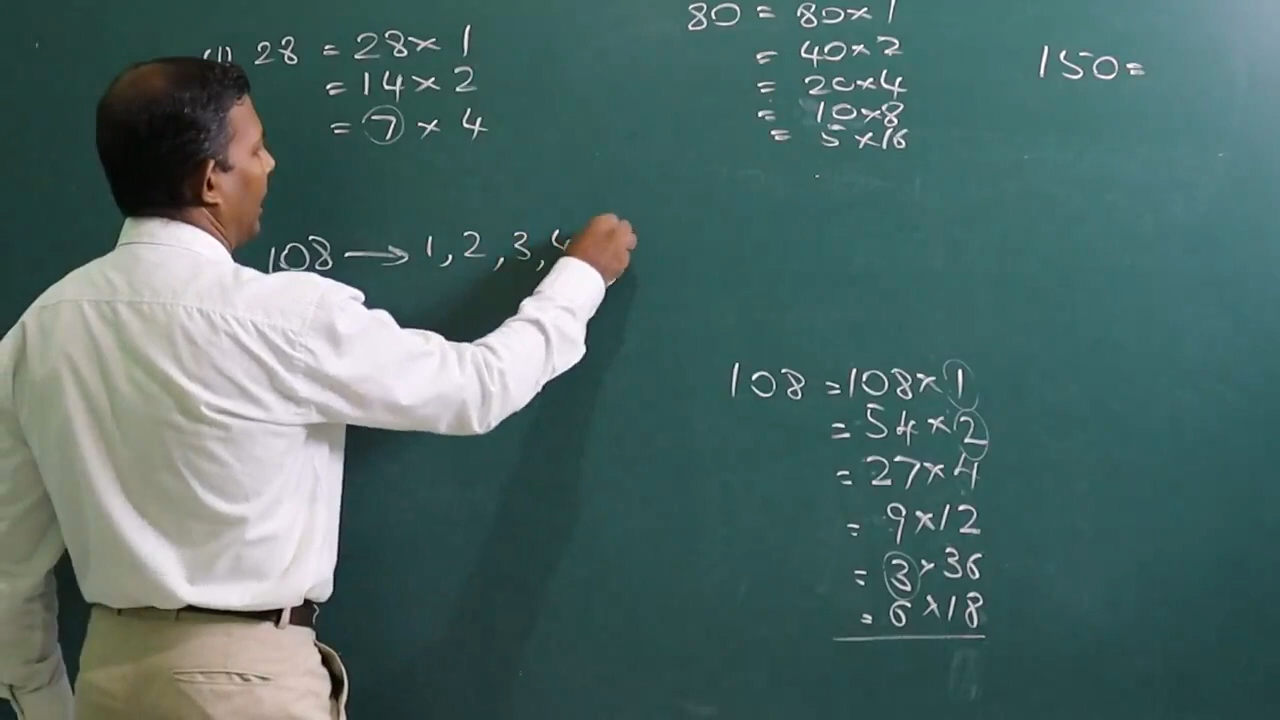 (1) 28 = 28 × 1
= 14 × 2
= 7 × 4
80 = 80 × 1
= 40 × 2
= 20 × 4
= 10 × 8
= 5 × 16
150 =
108 → 1, 2, 3, 4
108 = 108 × 1
= 54 × 2
= 27 × 4
= 9 × 12
= 3 × 36
= 6 × 18